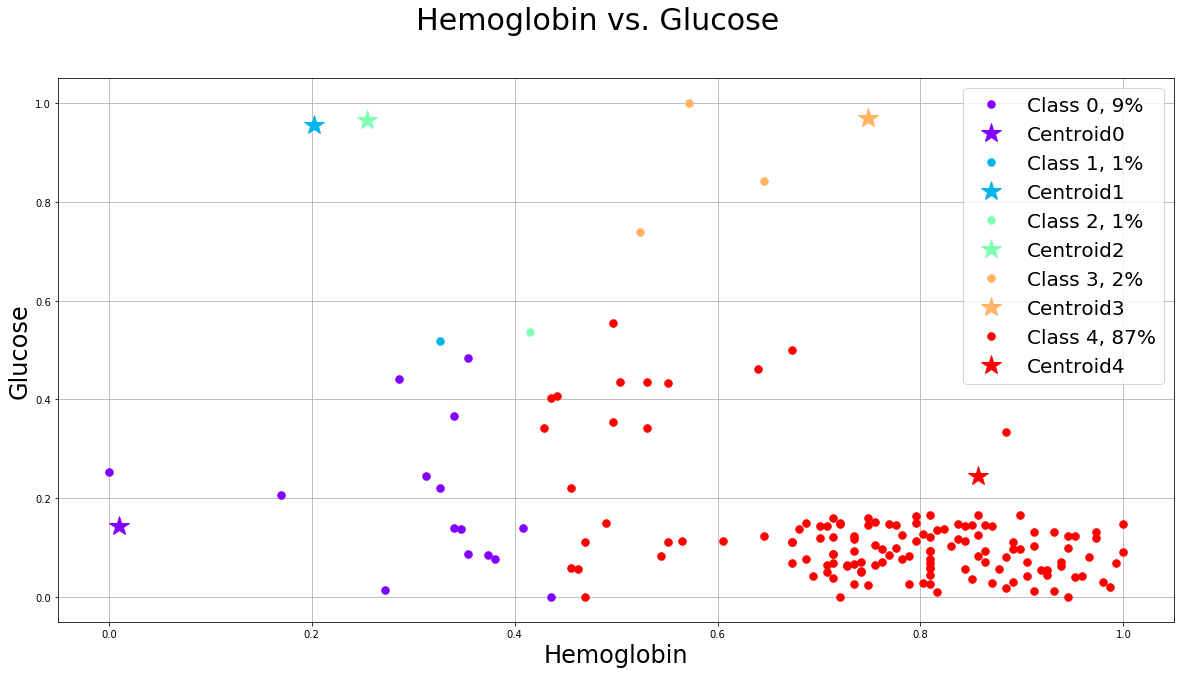 Hemoglobin vs. Glucose
1.0
0.8
0.6
0.4
0.2
0.0
Glucose
0.0 0.2 0.4 0.6 0.8 1.0
Hemoglobin
Class 0, 9%
Centroid0
Class 1, 1%
Centroid1
Class 2, 1%
Centroid2
Class 3, 2%
Centroid3
Class 4, 87%
Centroid4